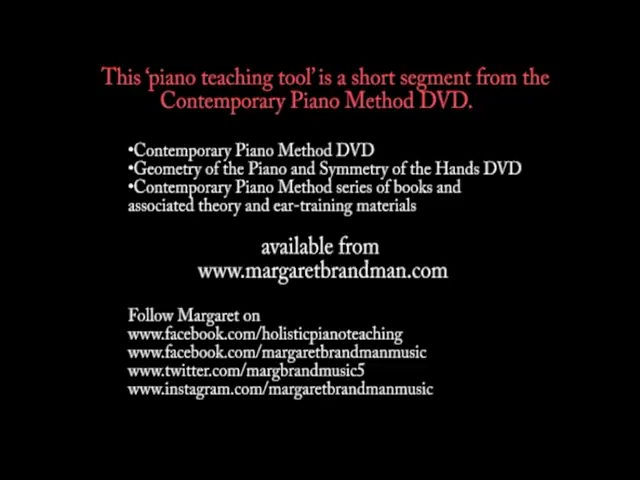 This ‘piano teaching tool’ is a short segment from the
Contemporary Piano Method DVD.
•Contemporary Piano Method DVD
•Geometry of the Piano and Symmetry of the Hands DVD
•Contemporary Piano Method series of books and
associated theory and ear-training materials
available from
www.margaretbrandman.com
Follow Margaret on
www.facebook.com/holisticpianoteaching
www.facebook.com/margaretbrandmanmusic
www.twitter.com/margbrandmusic5
www.instagram.com/margaretbrandmanmusic